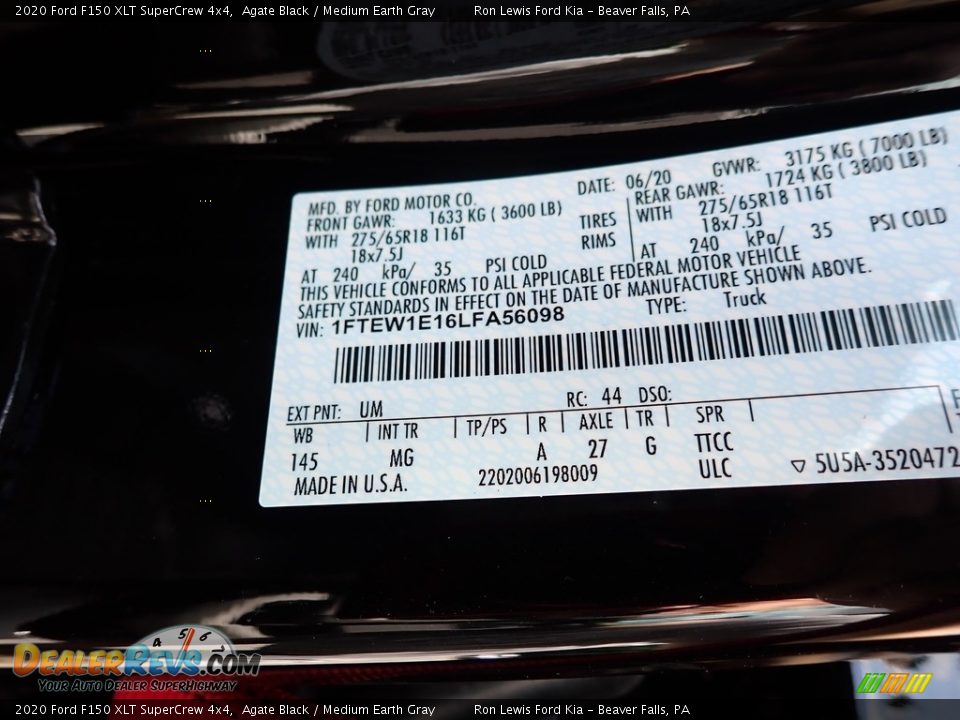 2020 Ford F150 XLT SuperCrew 4x4, Agate Black / Medium Earth Gray Ron Lewis Ford Kia - Beaver Falls, PA
MFD. BY FORD MOTOR CO. DATE: 06/20 GVWR: 3175 KG ( 7000 LB)
FRONT GAWR: 1633 KG ( 3600 LB) REAR GAWR: 1724 KG ( 3800 LB)
WITH 275/65R18 116T TIRES WITH 275/65R18 116T
18x7.5J RIMS 18x7.5J
AT 240 kPa/ 35 PSI COLD AT 240 kPa/ 35 PSI COLD
THIS VEHICLE CONFORMS TO ALL APPLICABLE FEDERAL MOTOR VEHICLE
SAFETY STANDARDS IN EFFECT ON THE DATE OF MANUFACTURE SHOWN ABOVE.
VIN: 1FTEW1E16LFA56098 TYPE: Truck
EXT PNT: UM RC: 44 DSO:
WB INT TR TP/PS R AXLE TR SPR
145 MG A 27 G TTCC
MADE IN U.S.A. 2202006198009 ULC 5U5A-3520472
4 5 6
DEALERREVS.COM
YOUR AUTO DEALER SUPERHIGHWAY
2020 Ford F150 XLT SuperCrew 4x4, Agate Black / Medium Earth Gray Ron Lewis Ford Kia - Beaver Falls, PA